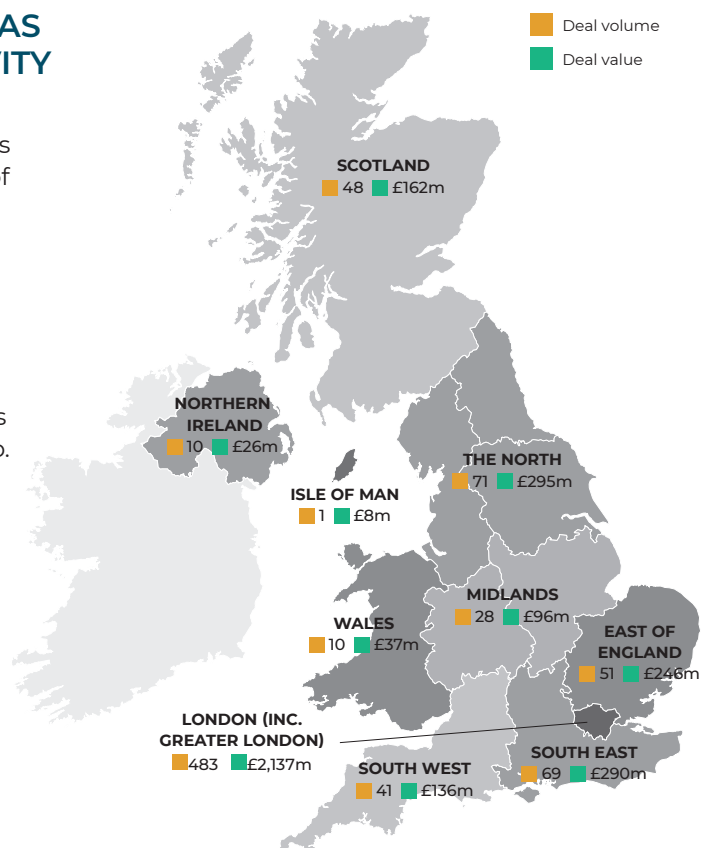 AS
VITY
s
of
s
o.
Deal volume
Deal value
SCOTLAND
48 £162m
NORTHERN
IRELAND
10 £26m
THE NORTH
71 £295m
ISLE OF MAN
1 £8m
MIDLANDS
28 £96m
WALES
10 £37m
EAST OF
ENGLAND
51 £246m
LONDON (INC.
GREATER LONDON)
483 £2,137m
SOUTH EAST
69 £290m
SOUTH WEST
41 £136m